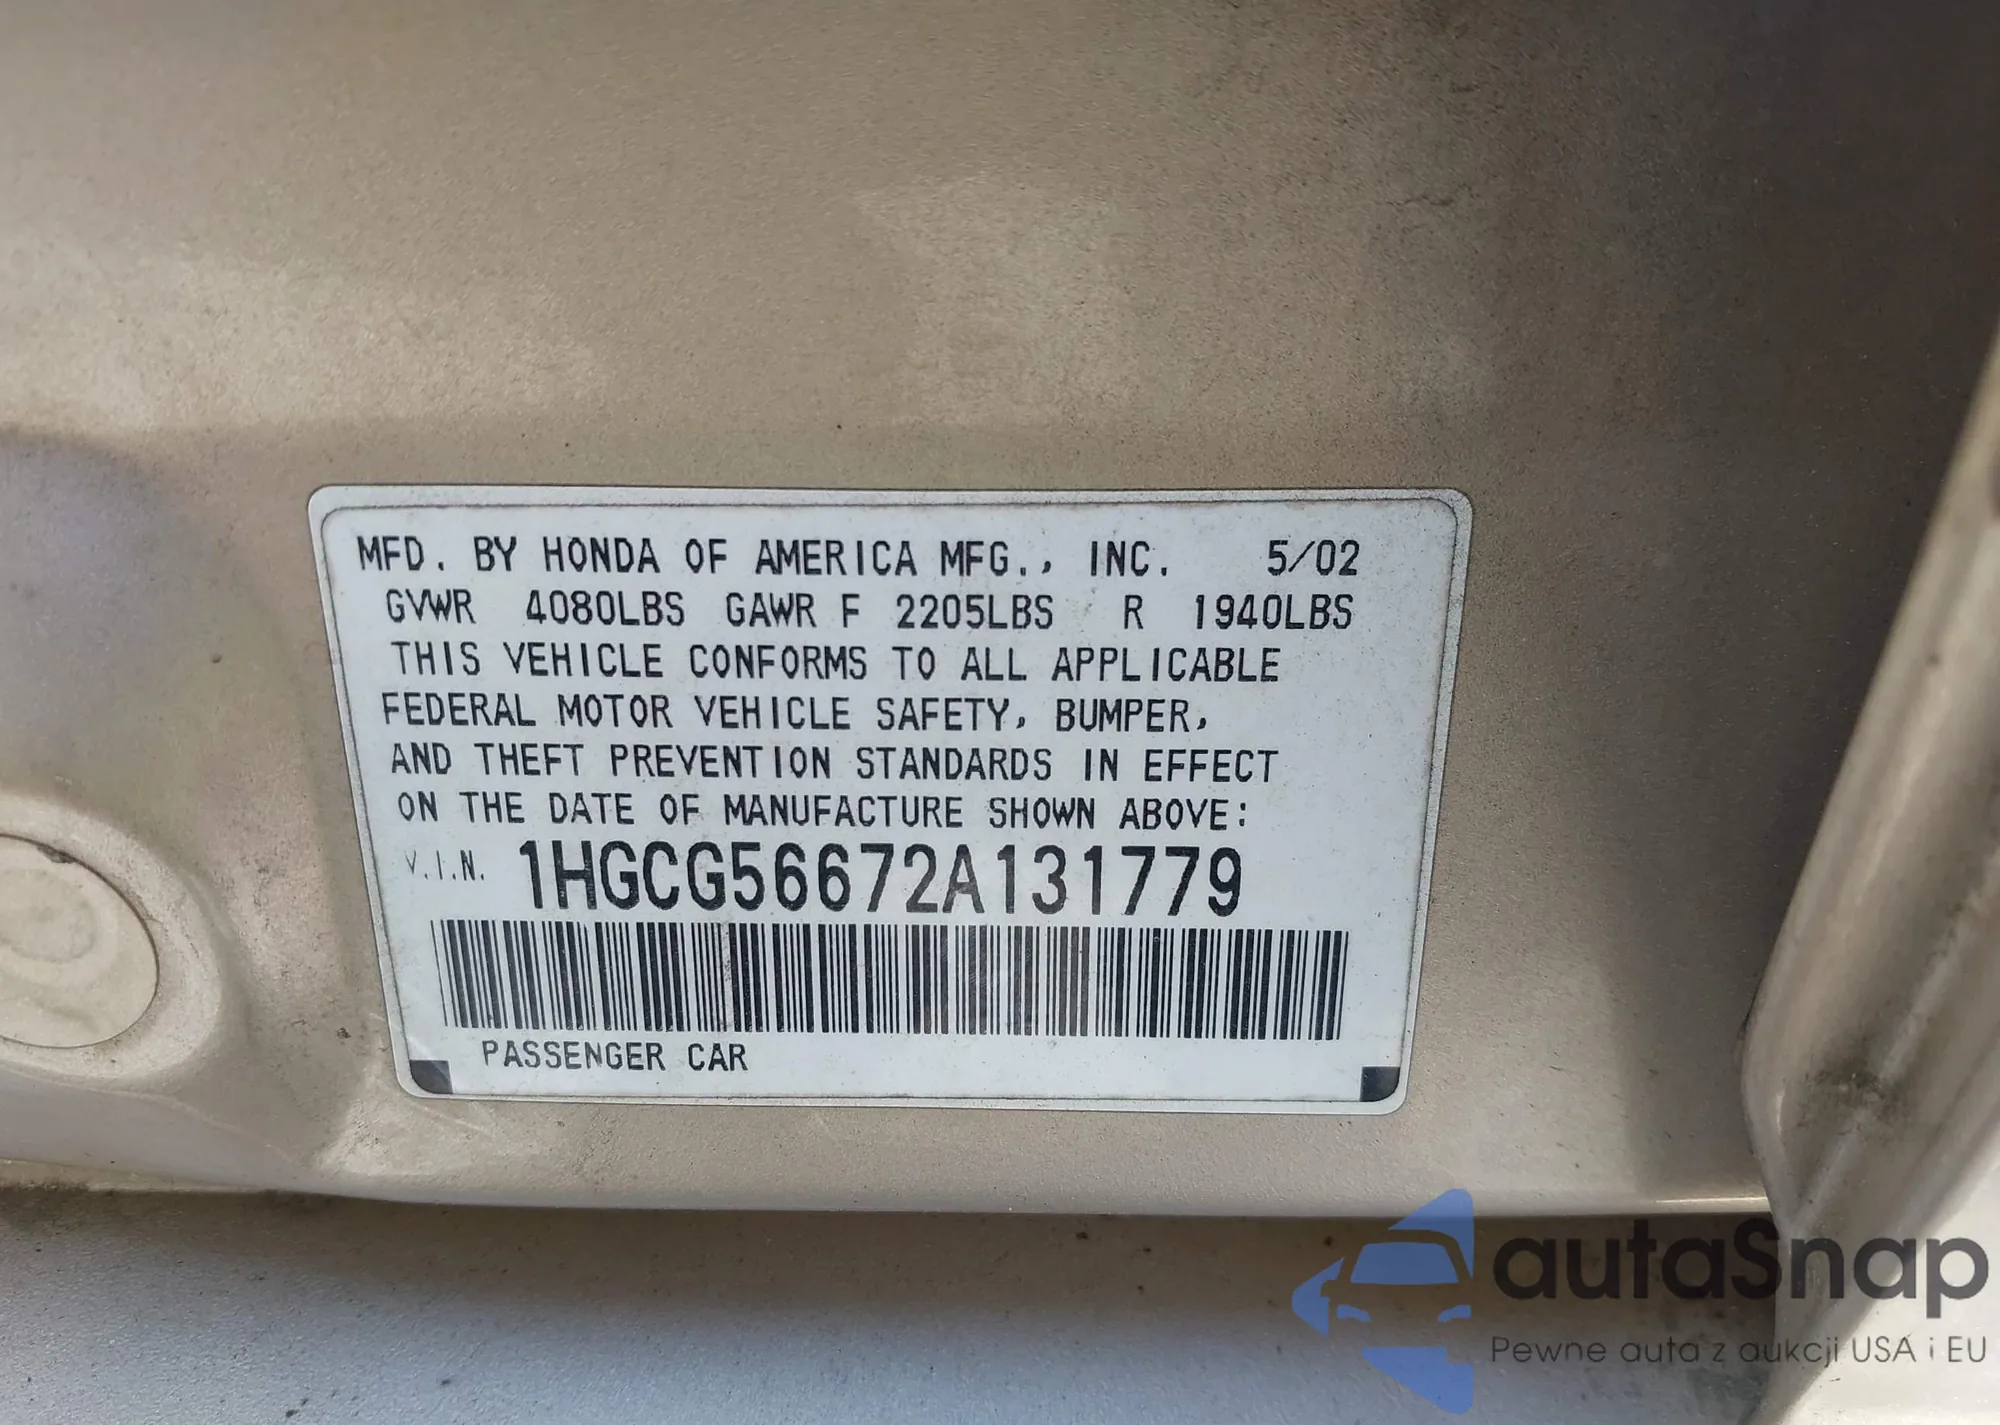 MFD. BY HONDA OF AMERICA MFG., INC. 5/02
GVWR 4080LBS GAWR F 2205LBS R 1940LBS
THIS VEHICLE CONFORMS TO ALL APPLICABLE
FEDERAL MOTOR VEHICLE SAFETY, BUMPER,
AND THEFT PREVENTION STANDARDS IN EFFECT
ON THE DATE OF MANUFACTURE SHOWN ABOVE:
V.I.N. 1HGCG56672A131779
PASSENGER CAR
autaSnap
Pewne auta z aukcji USA i EU